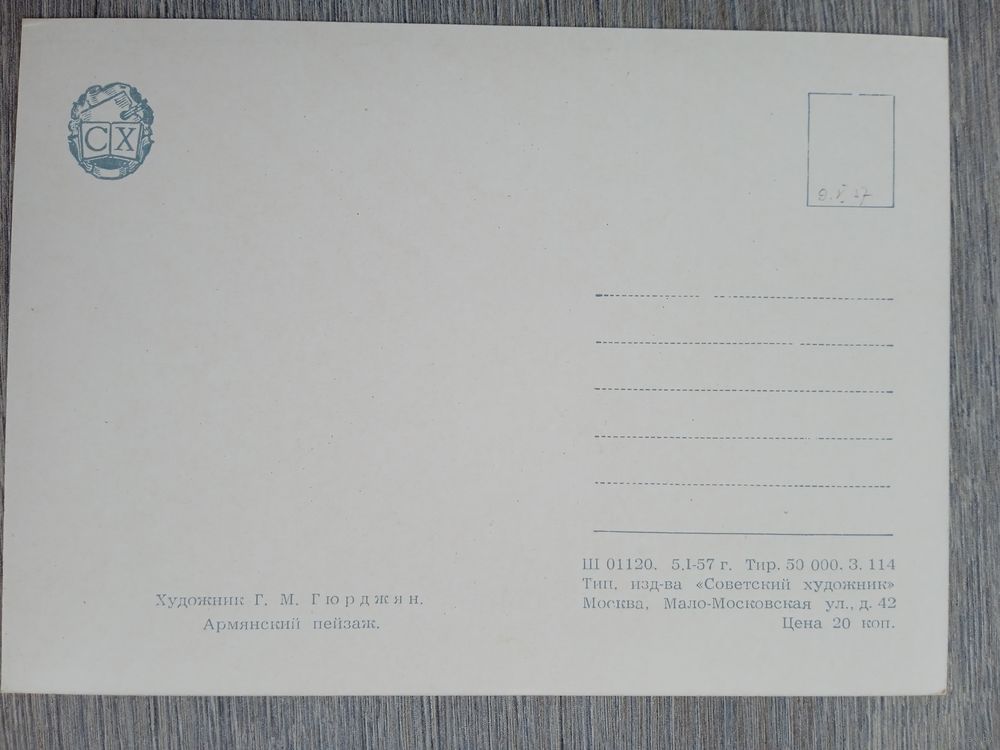 СХ
Художник Г. М. Гюрджян.
Армянский пейзаж.
Ш 01120. 5.I-57 г. Тир. 50 000. З. 114
Тип. изд-ва «Советский художник»
Москва, Мало-Московская ул., д. 42
Цена 20 коп.